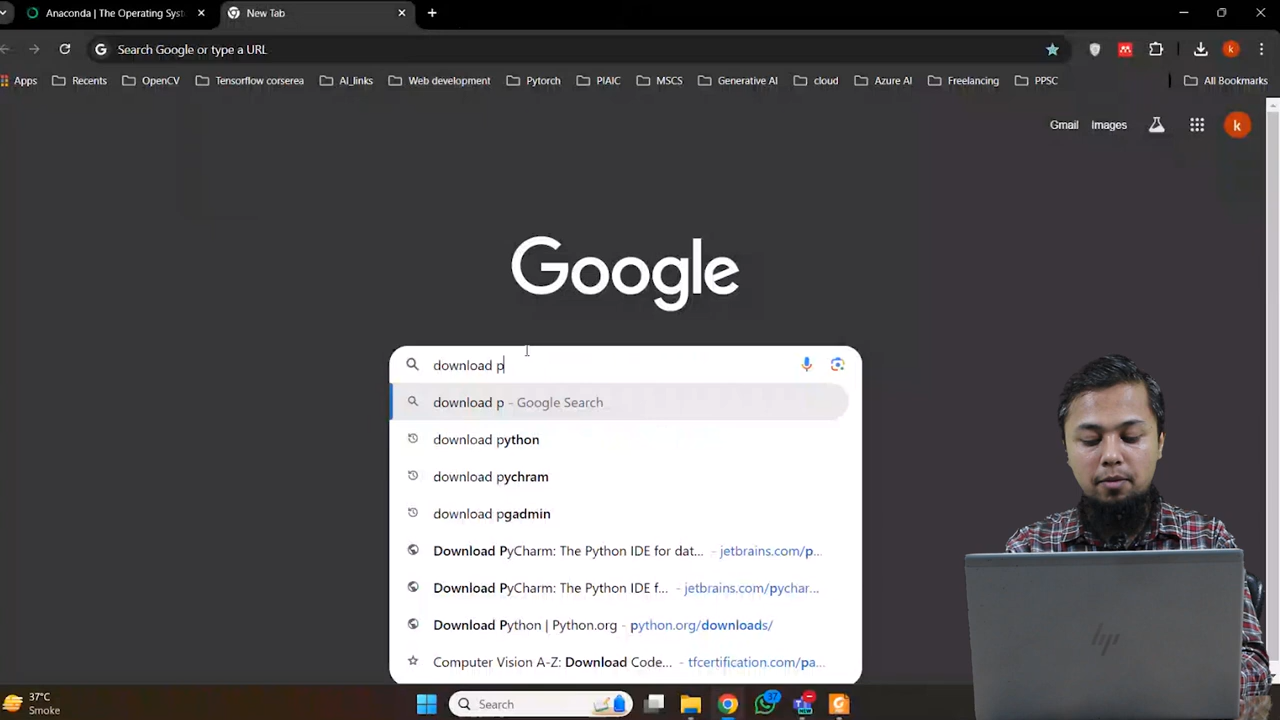 Anaconda | The Operating Syst
New Tab
Search Google or type a URL
Apps
Recents
OpenCV
Tensorflow corserea
AI_links
Web development
Pytorch
PIAIC
MSCS
Generative AI
cloud
Azure AI
Freelancing
PPSC
All Bookmarks
Gmail
Images
k
Google
download p
download p - Google Search
download python
download pychram
download pgadmin
Download PyCharm: The Python IDE for dat... - jetbrains.com/p...
Download PyCharm: The Python IDE f... - jetbrains.com/pychar...
Download Python | Python.org - python.org/downloads/
Computer Vision A-Z: Download Code... - tfcertification.com/pa...
hp
37°C
Smoke
Search
37
NEW